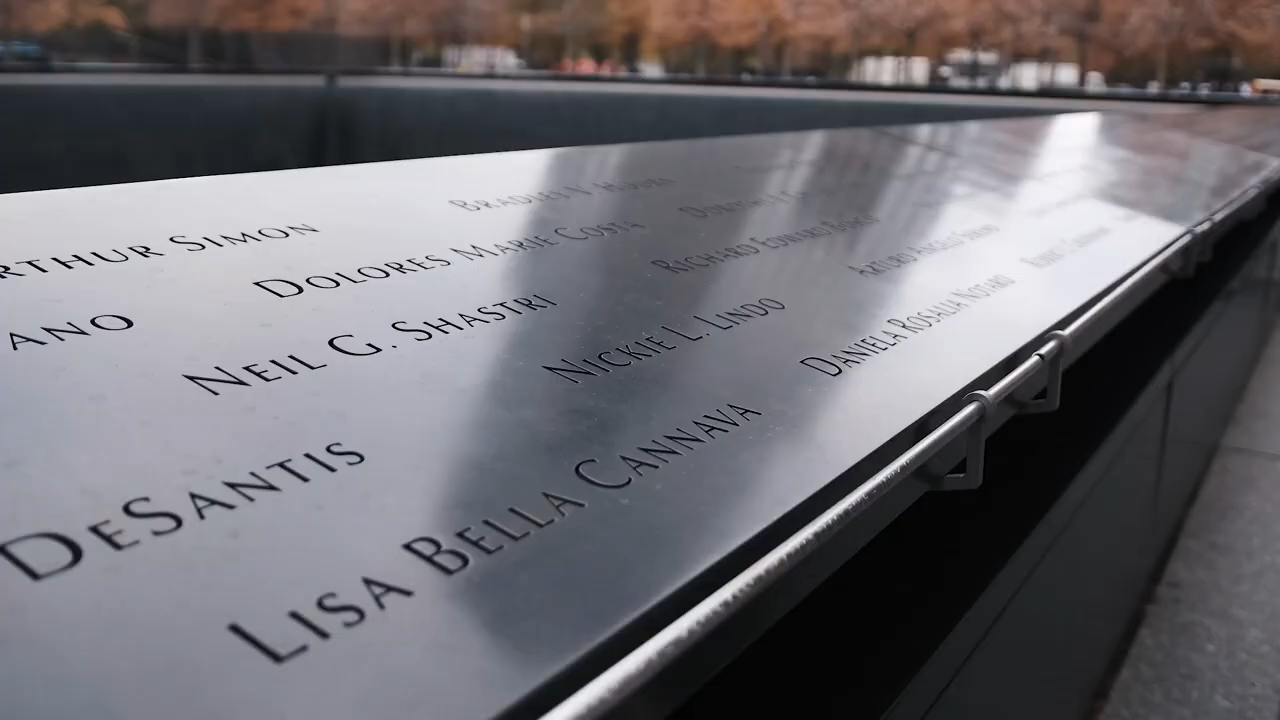 RTHUR SIMON
BRADLEY V.
DOLORES MARIE COSTA
RICHARD EDWARD BOSCO
ANO
NEIL G. SHASTRI
NICKIE L. LINDO
DANIELA ROSALIA NOTARO
DESANTIS
LISA BELLA CANNAVA